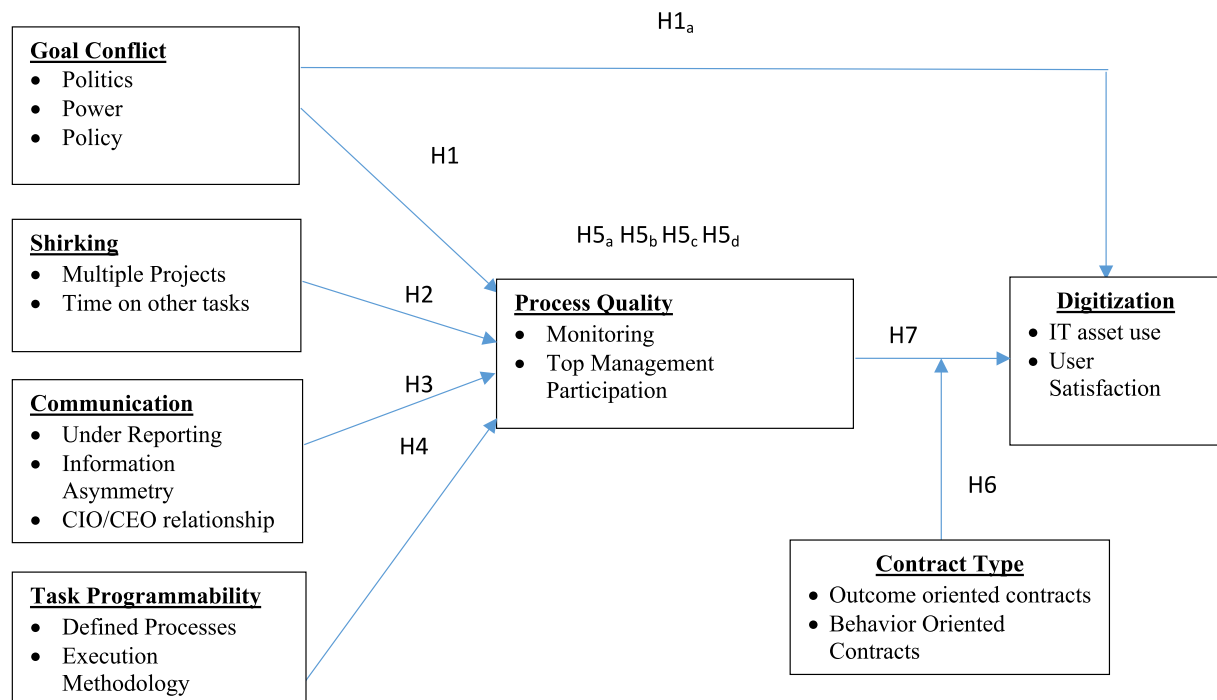 H1a
Goal Conflict
• Politics
• Power
• Policy
H1
Shirking
• Multiple Projects
• Time on other tasks
H2
H5a H5b H5c H5d
Communication
• Under Reporting
• Information
Asymmetry
• CIO/CEO relationship
H3
H4
Task Programmability
• Defined Processes
• Execution
Methodology
Process Quality
• Monitoring
• Top Management
Participation
H7
Digitization
• IT asset use
• User
Satisfaction
H6
Contract Type
• Outcome oriented contracts
• Behavior Oriented
Contracts